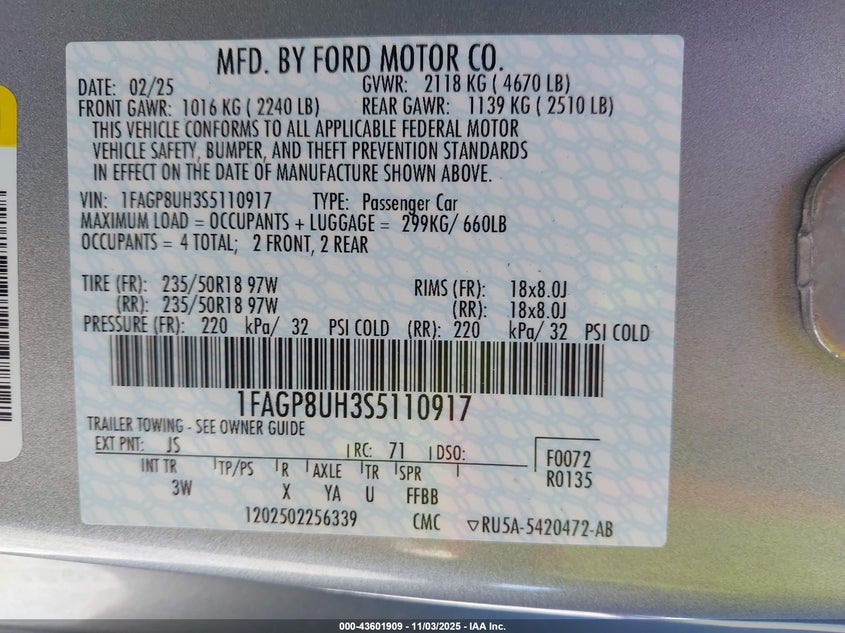 MFD. BY FORD MOTOR CO.
DATE: 02/25 GVWR: 2118 KG ( 4670 LB)
FRONT GAWR: 1016 KG ( 2240 LB) REAR GAWR: 1139 KG ( 2510 LB)
THIS VEHICLE CONFORMS TO ALL APPLICABLE FEDERAL MOTOR
VEHICLE SAFETY, BUMPER, AND THEFT PREVENTION STANDARDS
IN EFFECT ON THE DATE OF MANUFACTURE SHOWN ABOVE.
VIN: 1FAGP8UH3S5110917 TYPE: Passenger Car
MAXIMUM LOAD = OCCUPANTS + LUGGAGE = 299KG/ 660LB
OCCUPANTS = 4 TOTAL; 2 FRONT, 2 REAR
TIRE (FR): 235/50R18 97W RIMS (FR): 18x8.0J
(RR): 235/50R18 97W (RR): 18x8.0J
PRESSURE (FR): 220 kPa/ 32 PSI COLD (RR): 220 kPa/ 32 PSI COLD
1FAGP8UH3S5110917
TRAILER TOWING - SEE OWNER GUIDE
EXT PNT: JS RC: 71 DSO: F0072
INT TR TP/PS R AXLE TR SPR R0135
3W X YA U FFBB
1202502256339 CMC ▽RU5A-5420472-AB
000-43601909 - 11/03/2025 - IAA Inc.